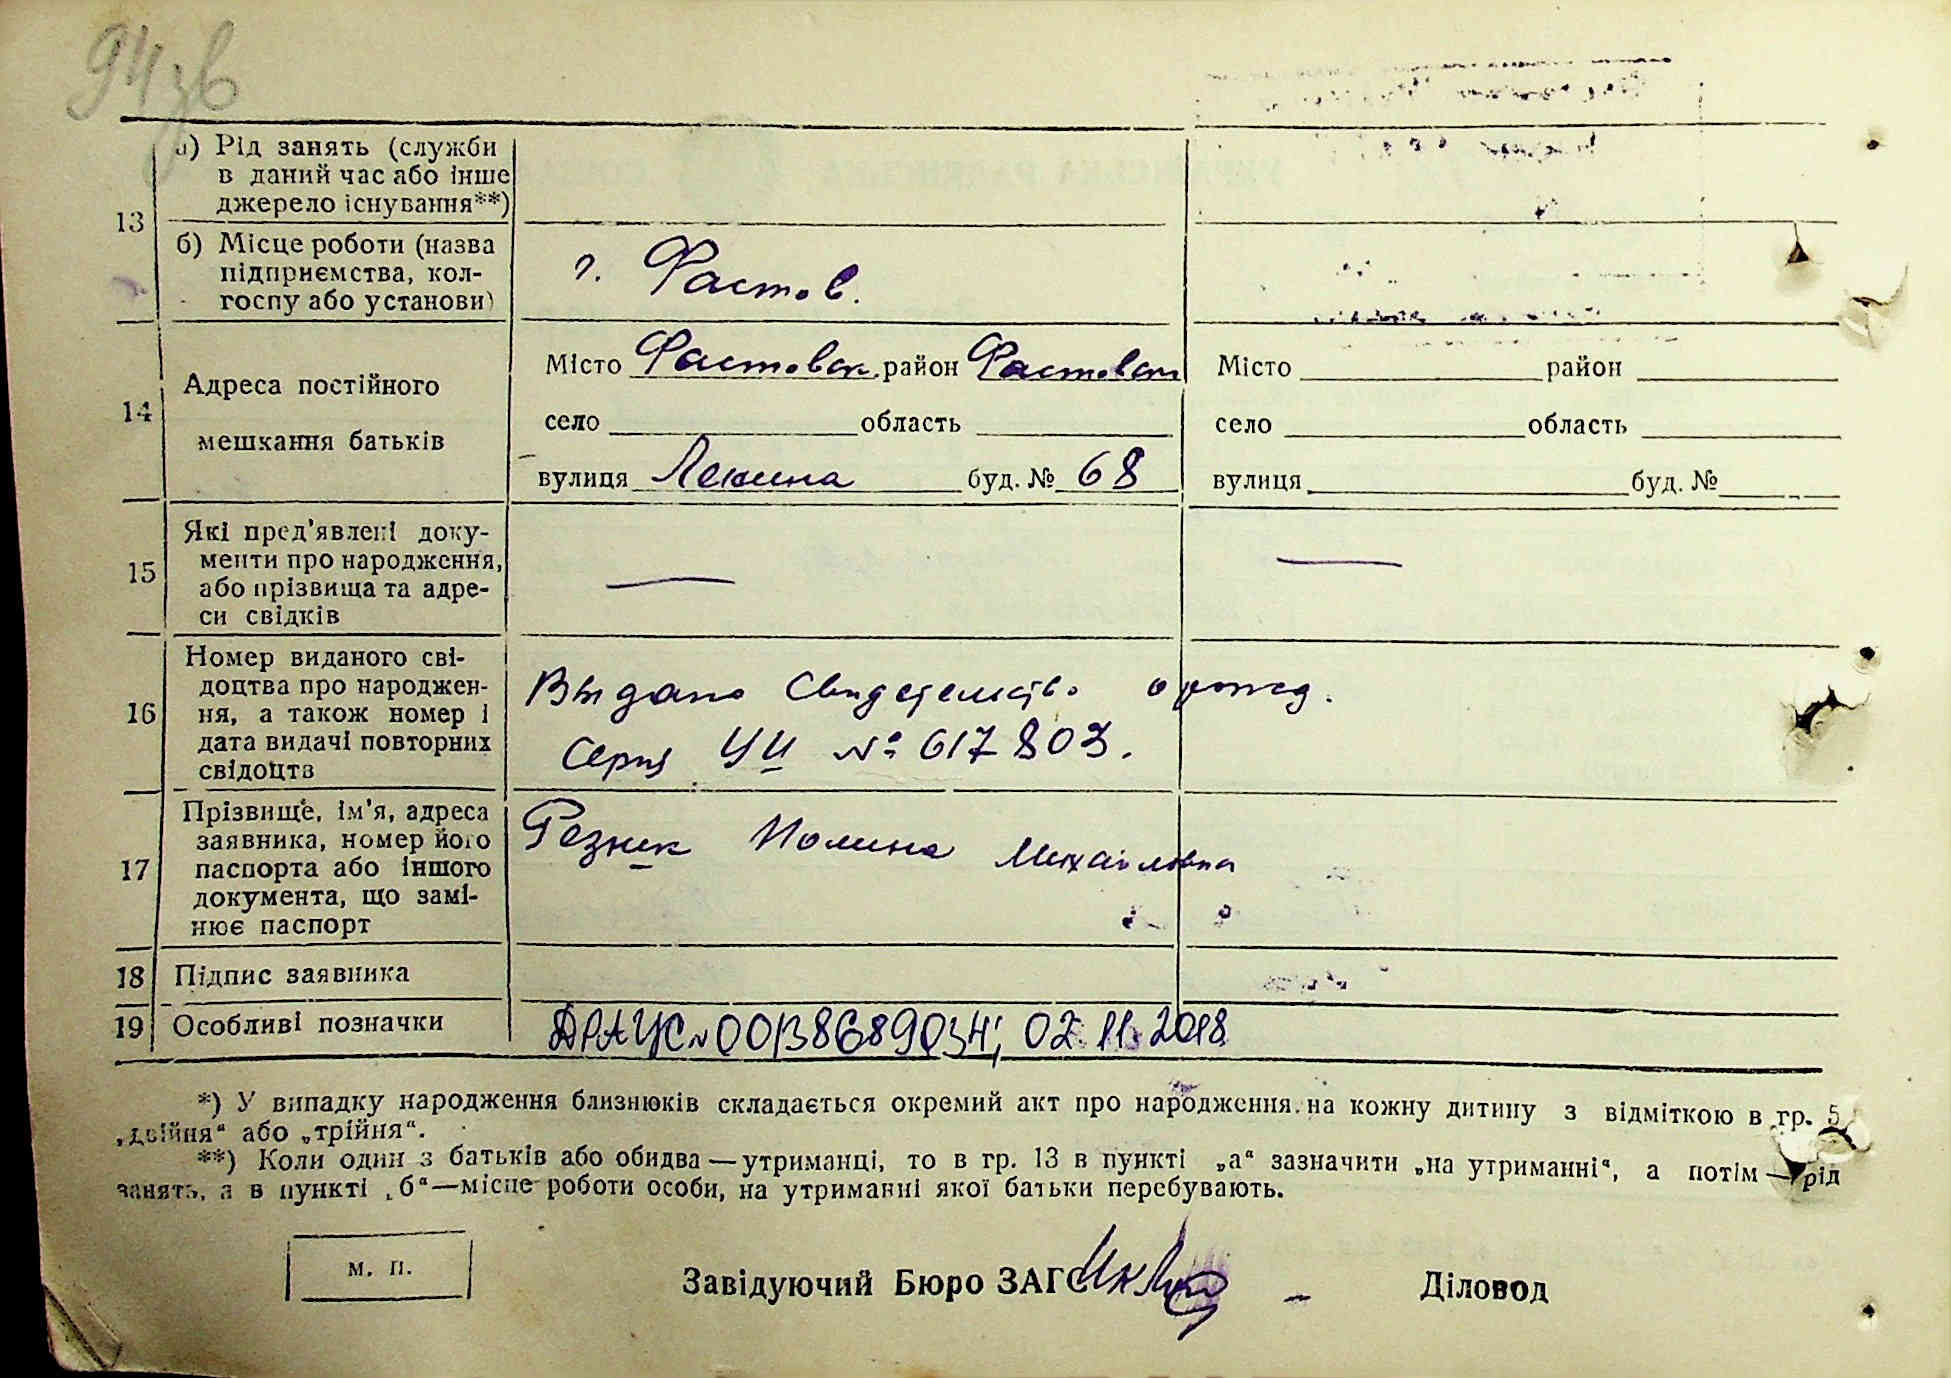 94зв
а) Рід занять (служби
в даний час або інше
джерело існування**)
13
б) Місце роботи (назва
підприємства, кол-
госпу або установи)
г. Фастов.
14
Адреса постійного
мешкання батьків
Місто Фастовск. район Фастовск
село область
вулиця Ленина буд. № 68
Місто район
село область
вулиця буд. №
15
Які пред'явлені доку-
менти про народження,
або прізвища та адре-
си свідків
—
—
16
Номер виданого сві-
доцтва про народжен-
ня, а також номер і
дата видачі повторних
свідоцтв
Выдано Свидетельство о рожд.
Серия УИ № 617803.
17
Прізвище, ім'я, адреса
заявника, номер його
паспорта або іншого
документа, що замі-
нює паспорт
Резник Полина Михайловна
18 Підпис заявника
19 Особливі позначки
ДРАЦС № 00138689034; 02.11.2018
*) У випадку народження близнюків складається окремий акт про народження на кожну дитину з відміткою в гр. 5
„двійня“ або „трійня“.
**) Коли один з батьків або обидва—утриманці, то в гр. 13 в пункті „а“ зазначити „на утриманні“, а потім—рід
занять, а в пункті „б“—місце роботи особи, на утриманні якої батьки перебувають.
М. П.
Завідуючий Бюро ЗАГС
Діловод